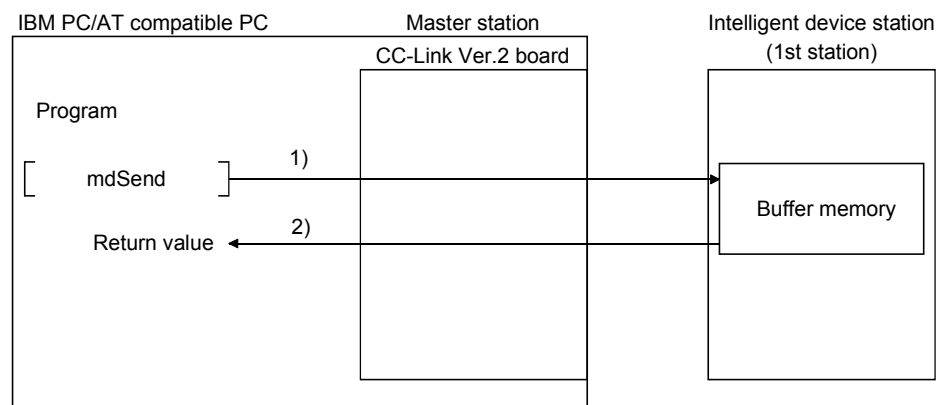 IBM PC/AT compatible PC
Master station
Intelligent device station
(1st station)
CC-Link Ver.2 board
Program
mdSend
1)
Buffer memory
Return value
2)